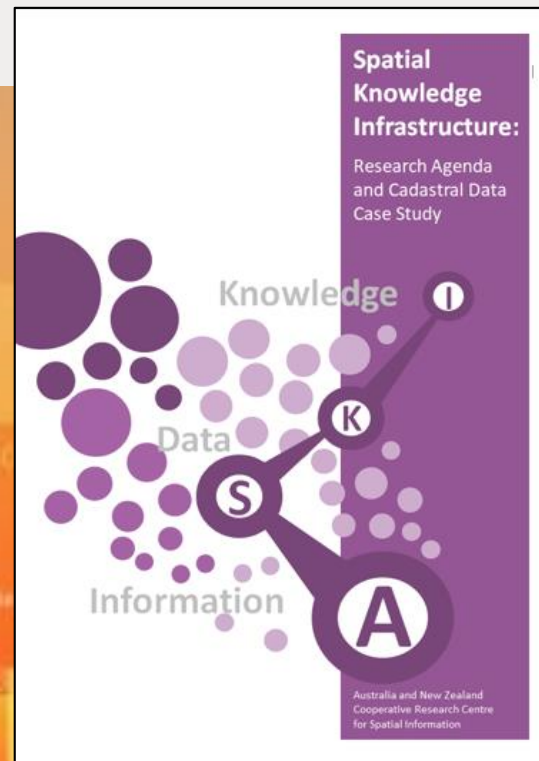 Spatial
Knowledge
Infrastructure:
Research Agenda
and Cadastral Data
Case Study
Knowledge
I
K
Data
S
Information
A
Australia and New Zealand
Cooperative Research Centre
for Spatial Information